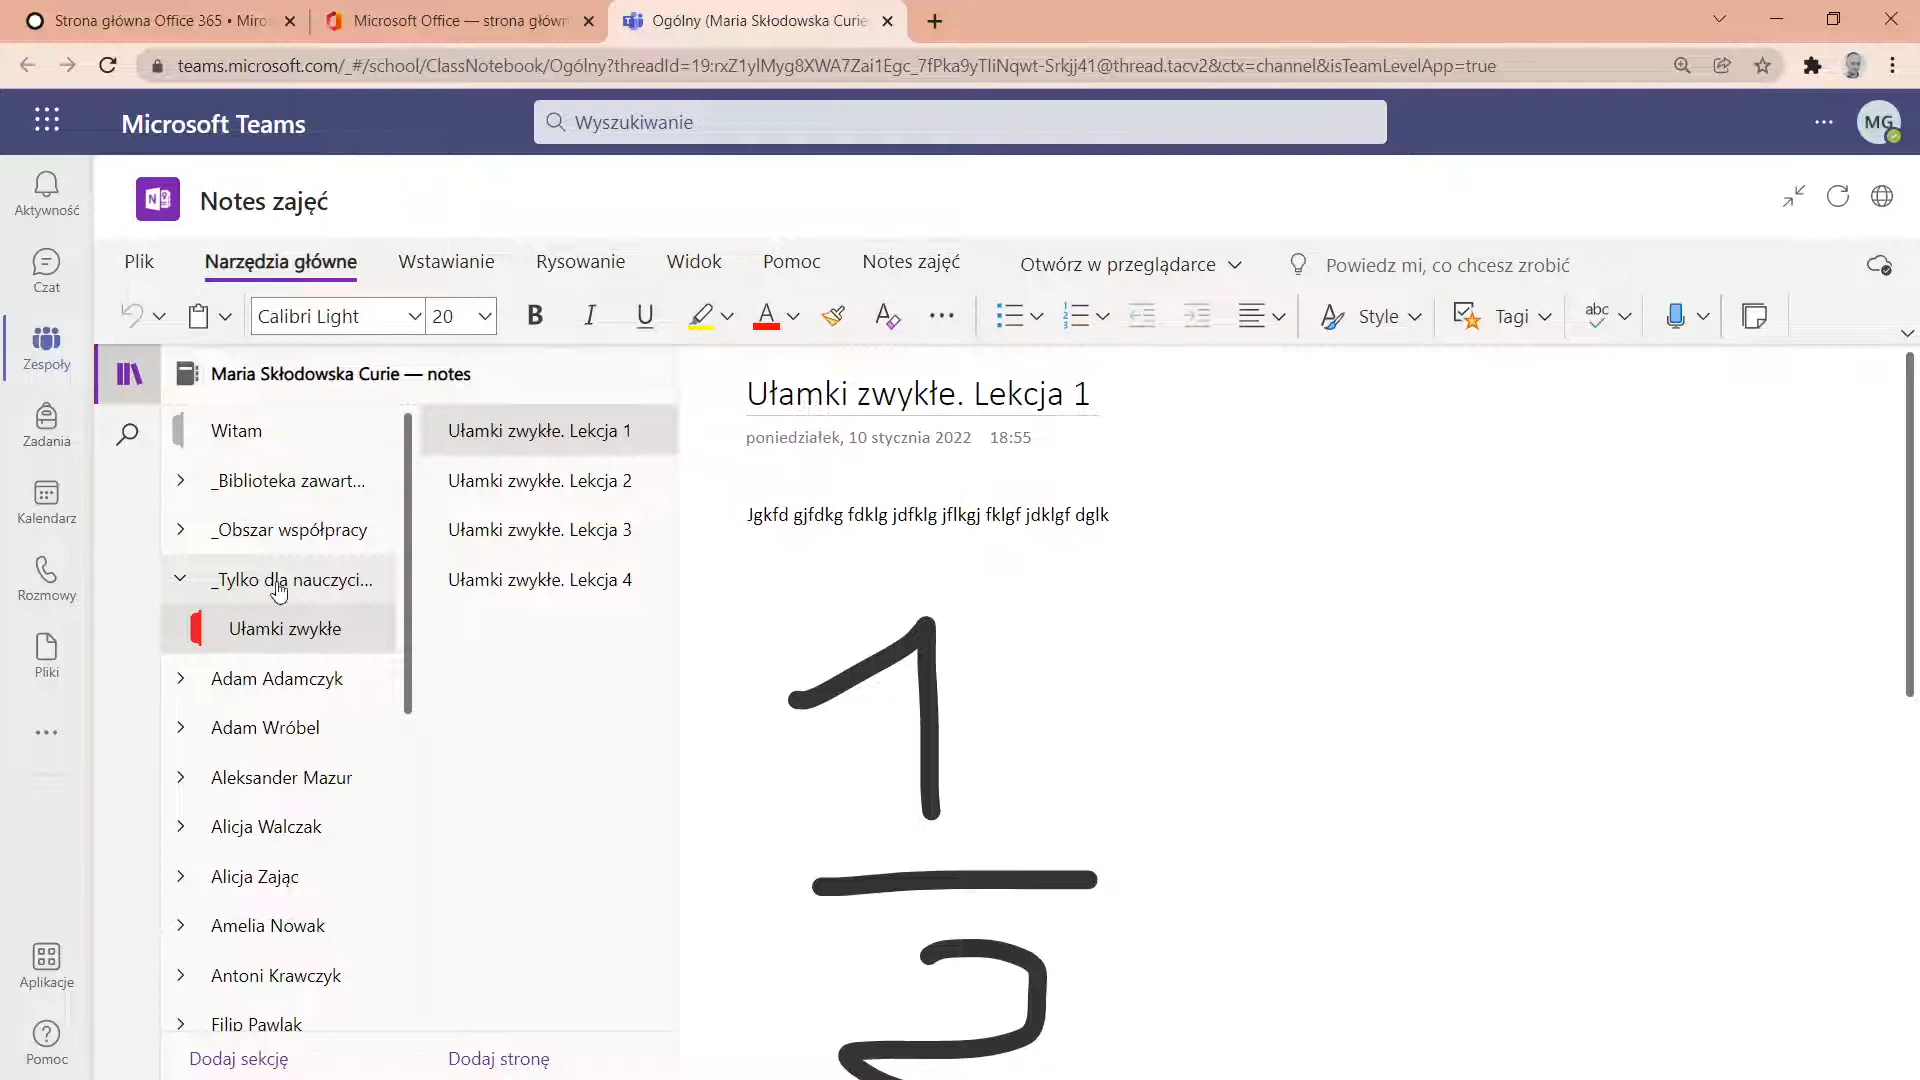 Strona główna Office 365 • Miros
Microsoft Office — strona główn
Ogólny (Maria Skłodowska Curie
teams.microsoft.com/_#/school/ClassNotebook/Ogólny?threadId=19:rxZ1ylMyg8XWA7Zai1Egc_7fPka9yTIiNqwt-Srkjj41@thread.tacv2&ctx=channel&isTeamLevelApp=true
Microsoft Teams
Wyszukiwanie
MG
Aktywność
Czat
Zespoły
Zadania
Kalendarz
Rozmowy
Pliki
Aplikacje
Pomoc
Notes zajęć
Plik
Narzędzia główne
Wstawianie
Rysowanie
Widok
Pomoc
Notes zajęć
Otwórz w przeglądarce
Powiedz mi, co chcesz zrobić
Calibri Light
20
B
I
U
A
Style
Tagi
abc
Maria Skłodowska Curie — notes
Witam
_Biblioteka zawart...
_Obszar współpracy
_Tylko dla nauczyci...
Ułamki zwykłe
Adam Adamczyk
Adam Wróbel
Aleksander Mazur
Alicja Walczak
Alicja Zając
Amelia Nowak
Antoni Krawczyk
Filip Pawlak
Dodaj sekcję
Ułamki zwykłe. Lekcja 1
Ułamki zwykłe. Lekcja 2
Ułamki zwykłe. Lekcja 3
Ułamki zwykłe. Lekcja 4
Dodaj stronę
Ułamki zwykłe. Lekcja 1
poniedziałek, 10 stycznia 2022 18:55
Jgkfd gjfdkg fdklg jdfklg jflkgj fklgf jdklgf dglk
1
2